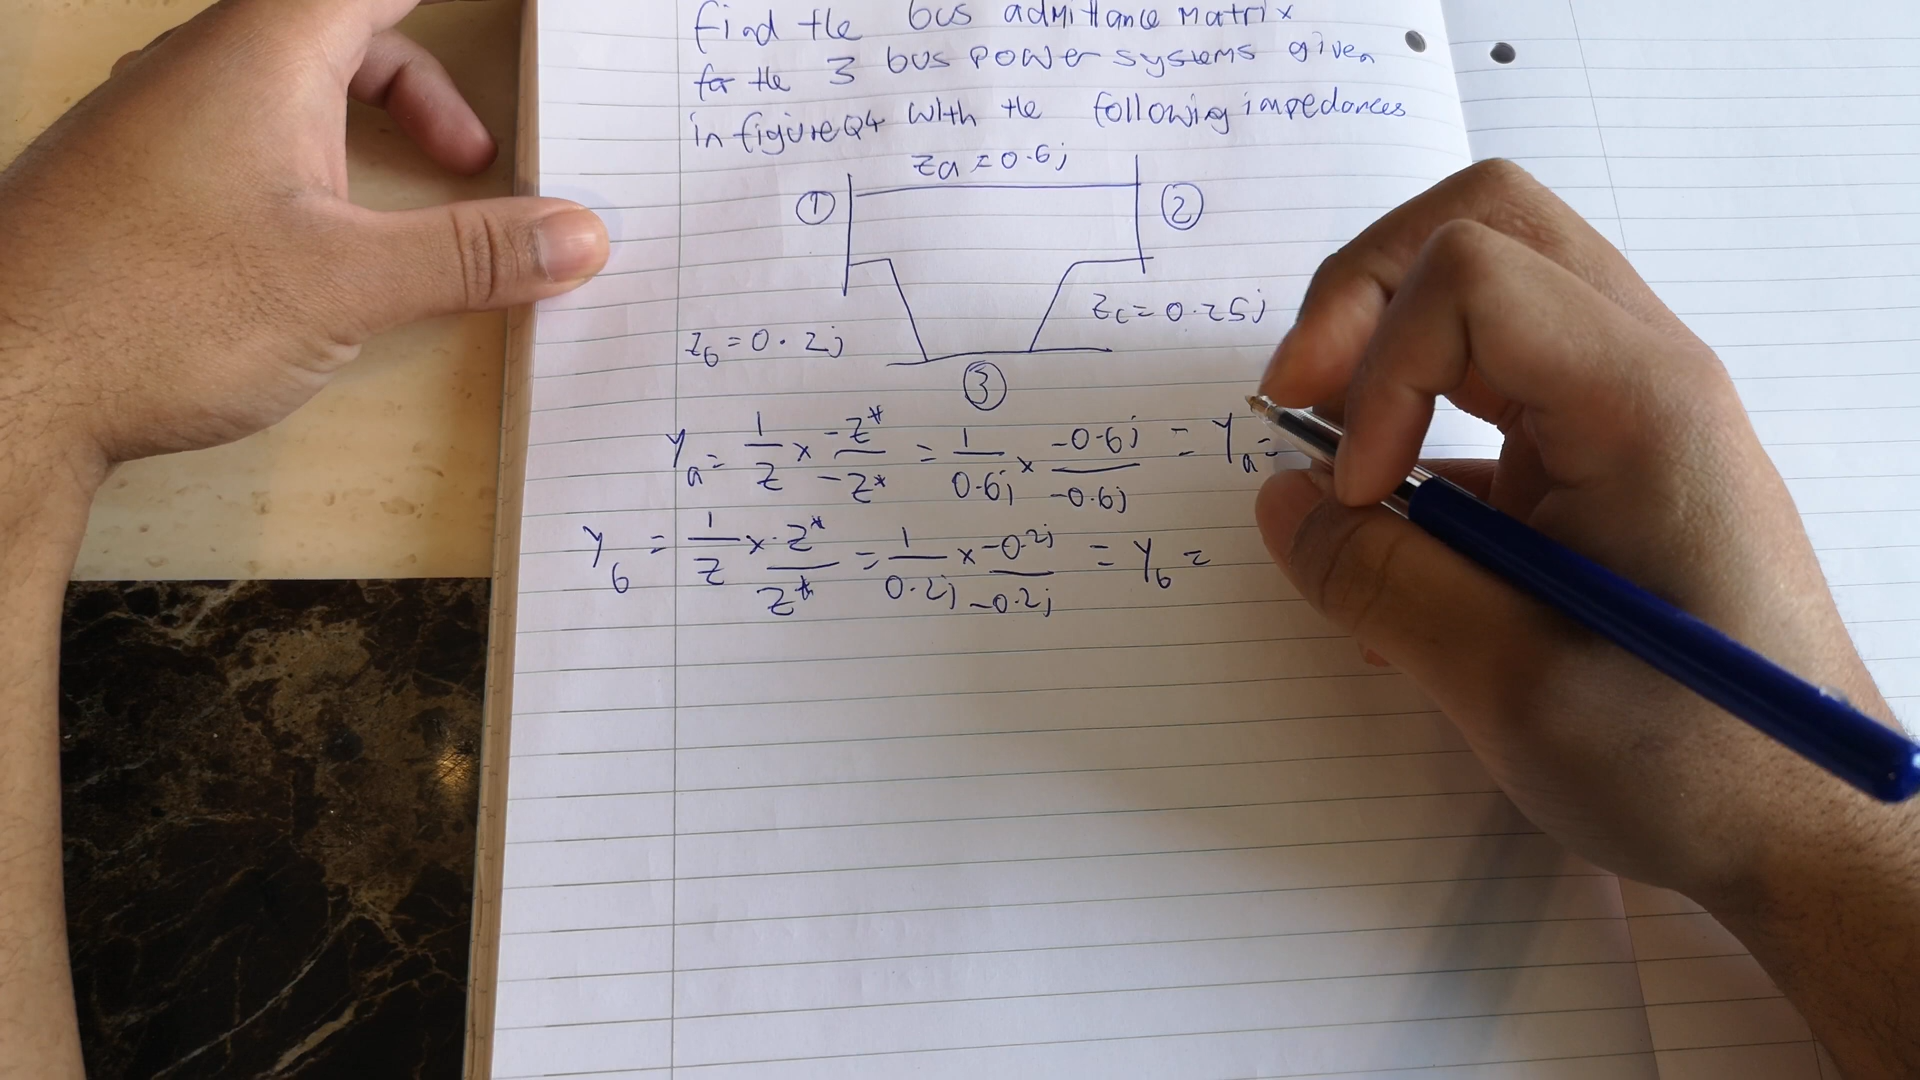 find the bus admittance matrix
for the 3 bus power systems given
in figure Q4 with the following impedances
Za = 0.6j
1 2
Zc = 0.25j
Zb = 0.2j
3
Ya = 1/Z × -Z*/-Z* = 1/0.6j × -0.6j/-0.6j = Ya =
Yb = 1/Z × Z*/Z* = 1/0.2j × -0.2j/-0.2j = Yb =